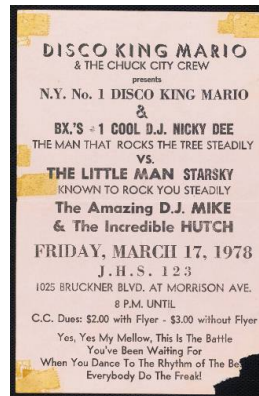 DISCO KING MARIO
& THE CHUCK CITY CREW
presents
N.Y. No. 1 DISCO KING MARIO
&
BX.'S #1 COOL D.J. NICKY DEE
THE MAN THAT ROCKS THE TREE STEADILY
VS.
THE LITTLE MAN STARSKY
KNOWN TO ROCK YOU STEADILY
The Amazing D.J. MIKE
& The Incredible HUTCH
FRIDAY, MARCH 17, 1978
J.H.S. 123
1025 BRUCKNER BLVD. AT MORRISON AVE.
8 P.M. UNTIL
C.C. Dues: $2.00 with Flyer - $3.00 without Flyer
Yes, Yes My Mellow, This Is The Battle
You've Been Waiting For
When You Dance To The Rhythm of The Be
Everybody Do The Freak!